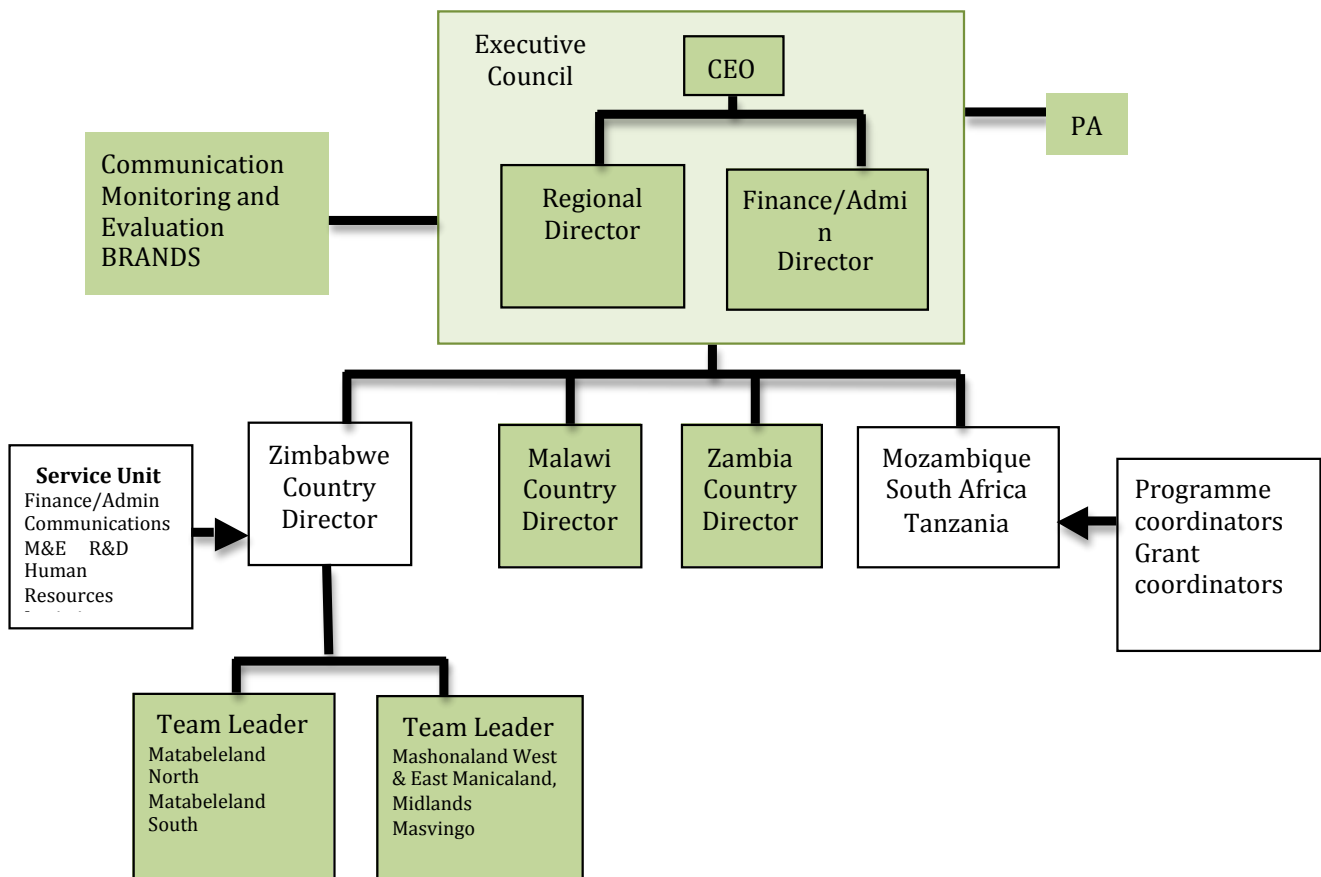 Executive
Council
CEO
PA
Communication
Monitoring and
Evaluation
BRANDS
Regional
Director
Finance/Admi
n
Director
Zimbabwe
Country
Director
Malawi
Country
Director
Zambia
Country
Director
Mozambique
South Africa
Tanzania
Service Unit
Finance/Admin
Communications
M&E R&D
Human
Resources
Programme
coordinators
Grant
coordinators
Team Leader
Matabeleland
North
Matabeleland
South
Team Leader
Mashonaland West
& East Manicaland,
Midlands
Masvingo